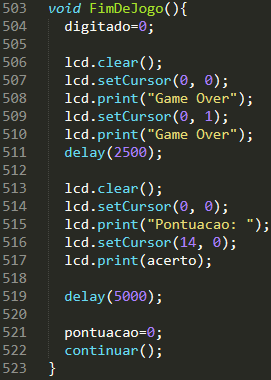 503 void FimDeJogo(){
504 digitado=0;
505
506 lcd.clear();
507 lcd.setCursor(0, 0);
508 lcd.print("Game Over");
509 lcd.setCursor(0, 1);
510 lcd.print("Game Over");
511 delay(2500);
512
513 lcd.clear();
514 lcd.setCursor(0, 0);
515 lcd.print("Pontuacao: ");
516 lcd.setCursor(14, 0);
517 lcd.print(acerto);
518
519 delay(5000);
520
521 pontuacao=0;
522 continuar();
523 }